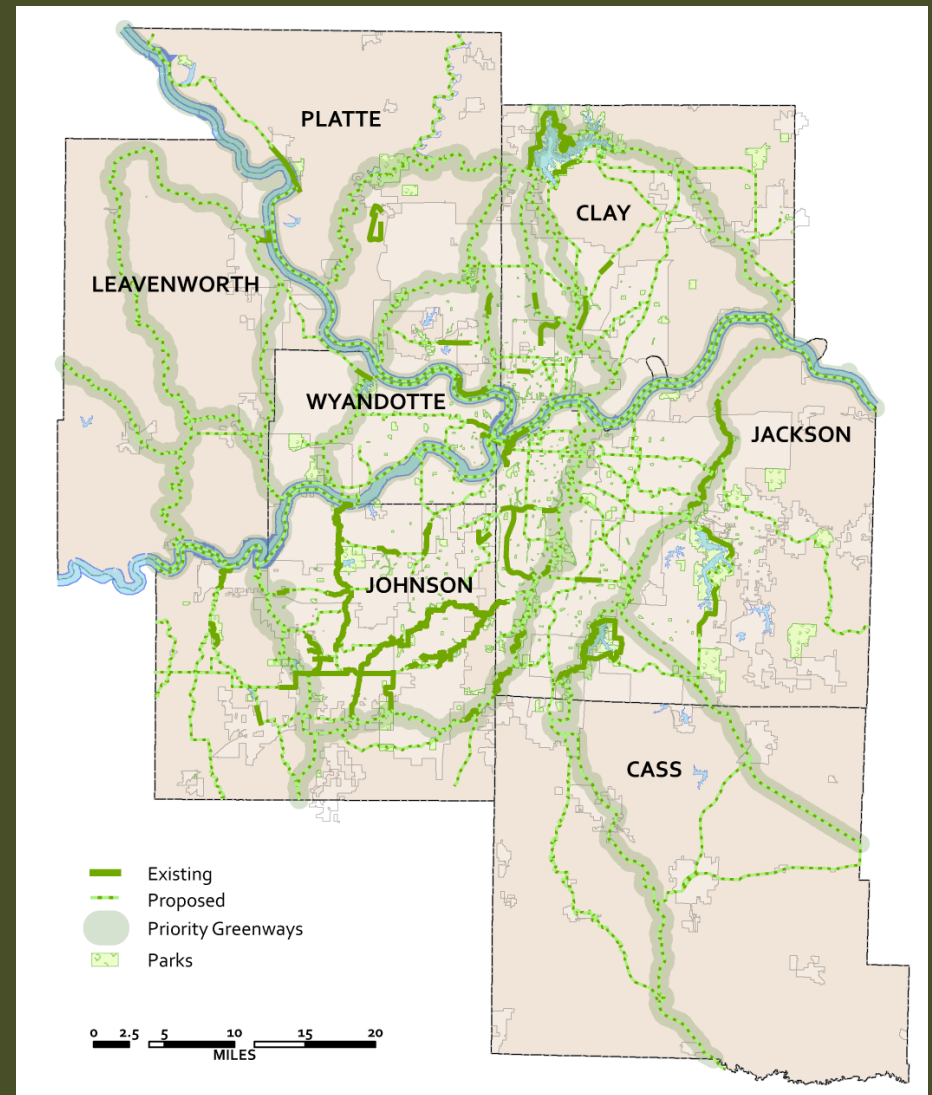 PLATTE
CLAY
LEAVENWORTH
WYANDOTTE
JACKSON
JOHNSON
CASS
Existing
Proposed
Priority Greenways
Parks
0 2.5 5 10 15 20
MILES